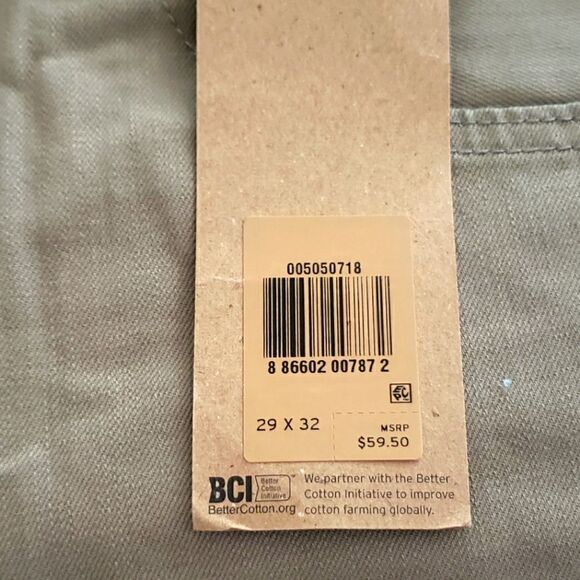 005050718
8 86602 00787 2
29 X 32
MSRP
$59.50
BCI Better Cotton Initiative
BetterCotton.org
We partner with the Better
Cotton Initiative to improve
cotton farming globally.